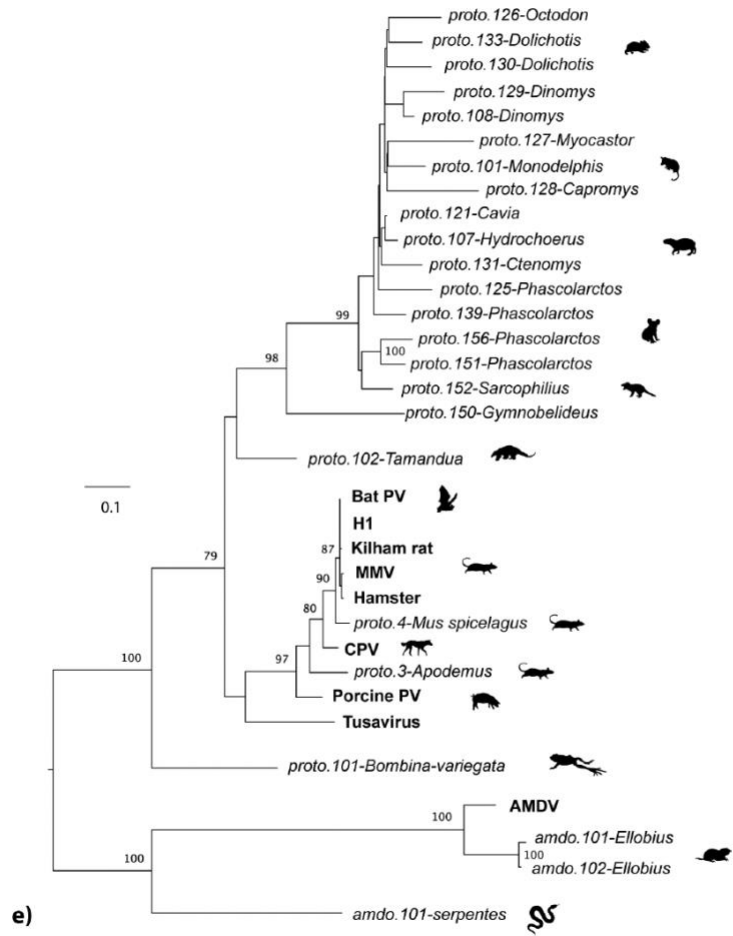 proto.126-Octodon
proto.133-Dolichotis
proto.130-Dolichotis
proto.129-Dinomys
proto.108-Dinomys
proto.127-Myocastor
proto.101-Monodelphis
proto.128-Capromys
proto.121-Cavia
proto.107-Hydrochoerus
proto.131-Ctenomys
proto.125-Phascolarctos
99
proto.139-Phascolarctos
proto.156-Phascolarctos
100
98
proto.151-Phascolarctos
proto.152-Sarcophilius
proto.150-Gymnobelideus
proto.102-Tamandua
0.1
Bat PV
H1
87
Kilham rat
79
MMV
90
Hamster
80
proto.4-Mus spicelagus
CPV
97
proto.3-Apodemus
100
Porcine PV
Tusavirus
proto.101-Bombina-variegata
AMDV
100
amdo.101-Ellobius
100
100
amdo.102-Ellobius
e)
amdo.101-serpentes